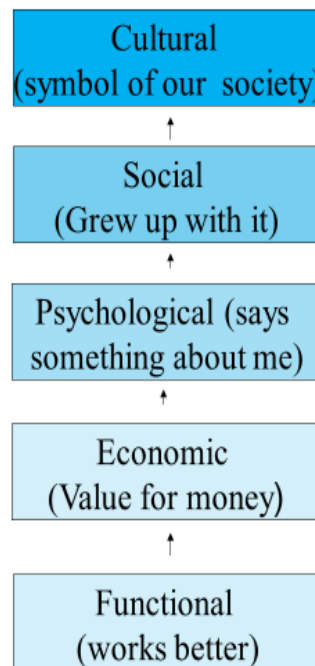 Cultural
(symbol of our society)
Social
(Grew up with it)
Psychological (says
something about me)
Economic
(Value for money)
Functional
(works better)